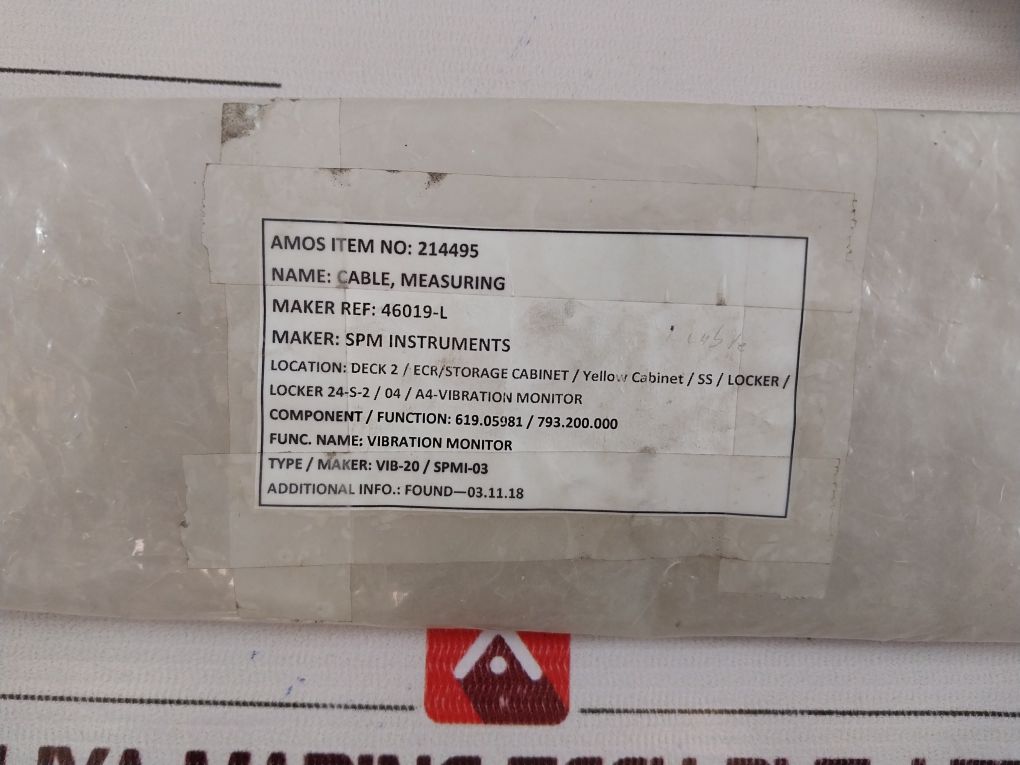 AMOS ITEM NO: 214495
NAME: CABLE, MEASURING
MAKER REF: 46019-L
MAKER: SPM INSTRUMENTS
LOCATION: DECK 2 / ECR/STORAGE CABINET / Yellow Cabinet / SS / LOCKER /
LOCKER 24-S-2 / 04 / A4-VIBRATION MONITOR
COMPONENT / FUNCTION: 619.05981 / 793.200.000
FUNC. NAME: VIBRATION MONITOR
TYPE / MAKER: VIB-20 / SPMI-03
ADDITIONAL INFO.: FOUND—03.11.18